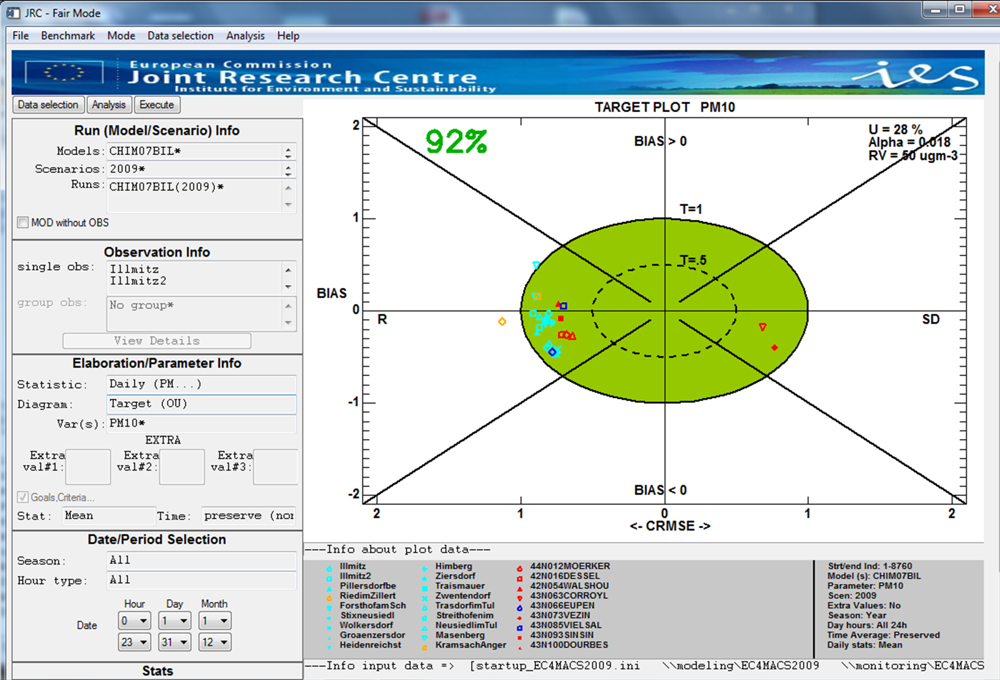 JRC - Fair Mode
File Benchmark Mode Data selection Analysis Help
European Commission
Joint Research Centre
Institute for Environment and Sustainability
ies
Data selection Analysis Execute
Run (Model/Scenario) Info
Models: CHIM07BIL*
Scenarios: 2009*
Runs: CHIM07BIL(2009)*
MOD without OBS
Observation Info
single obs: Illmitz
Illmitz2
group obs: No group*
View Details
Elaboration/Parameter Info
Statistic: Daily (PM...)
Diagram: Target (OU)
Var(s): PM10*
EXTRA
Extra val#1: Extra val#2: Extra val#3:
Goals,Criteria...
Stat: Mean Time: preserve (nor
Date/Period Selection
Season: All
Hour type: All
Hour Day Month
Date 0 1 1
23 31 12
Stats
TARGET PLOT PM10
92%
BIAS > 0
U = 28 %
Alpha = 0.018
RV = 50 ugm-3
T=1
T=.5
BIAS
R
SD
BIAS < 0
2
1
0
-1
-2
2 1 0 1 2
<- CRMSE ->
---Info about plot data---
Illmitz Himberg 44N012MOERKER
Illmitz2 Ziersdorf 42N016DESSEL
Pillersdorfbe Traismauer 42N054WALSHOU
RiedimZillert Zwentendorf 43N063CORROYL
ForsthofamSch TrasdorfimTul 43N066EUPEN
Stixneusiedl Streithofenim 43N073VEZIN
Wolkersdorf NeusiedlimTul 43N085VIELSAL
Groaenzersdor Masenberg 43N093SINSIN
Heidenreichst KramsachAnger 43N100DOURBES
Strt/end Ind: 1-8760
Model (s): CHIM07BIL
Parameter: PM10
Scen: 2009
Extra Values: No
Season: Year
Day hours: All 24h
Time Average: Preserved
Daily stats: Mean
---Info input data => [startup_EC4MACS2009.ini \\modeling\EC4MACS2009 \\monitoring\EC4MACS